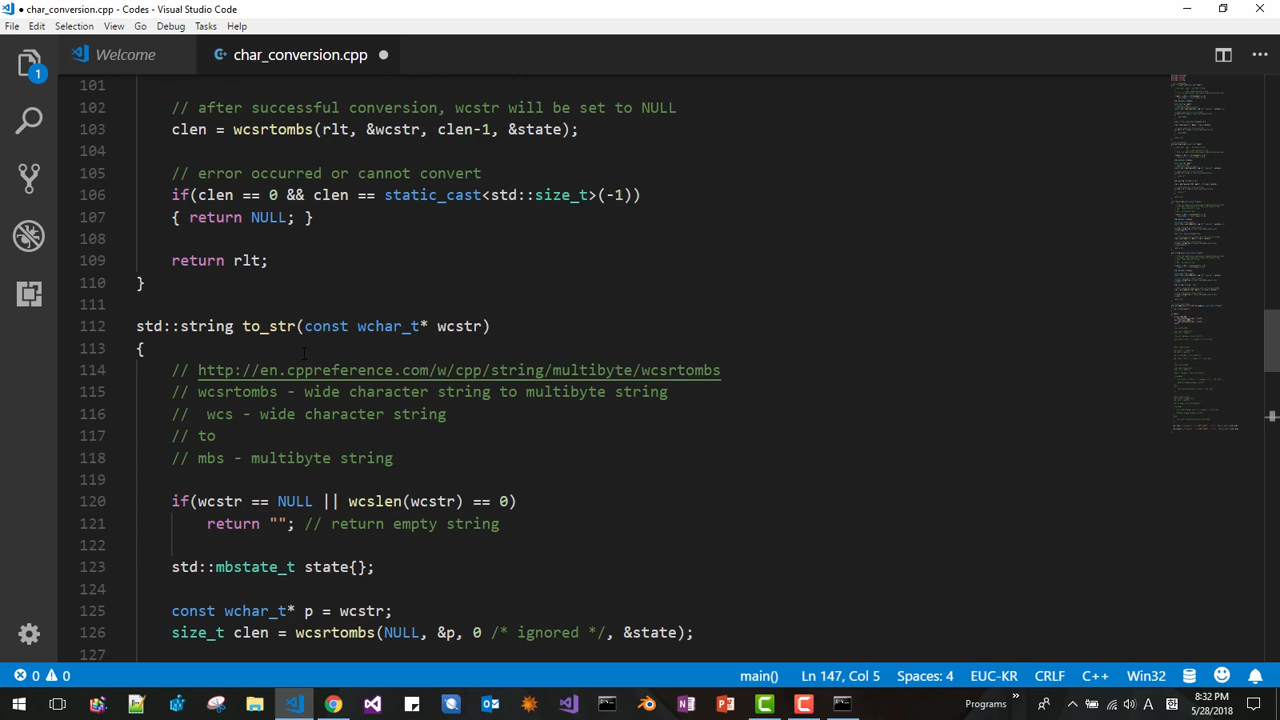 ● char_conversion.cpp - Codes - Visual Studio Code
File Edit Selection View Go Debug Tasks Help
Welcome
char_conversion.cpp ●
1
101
102 // after successful conversion, wcstr will be set to NULL
103 clen = wcsrtombs(rlt, &wcstr, clen-1, &state);
104
105 // error occurred or cannot convert
106 if(clen == 0 && clen == static_cast<std::size_t>(-1))
107 { return NULL; }
108
109 return rlt;
110 }
111
112 std::string to_str(const wchar_t* wcstr)
113 {
114 // http://en.cppreference.com/w/cpp/string/multibyte/wcsrtombs
115 // wcsrtombs - wide character string to multibyte string
116 //  wcs - wide character string
117 // to
118 // mbs - multibyte string
119
120 if(wcstr == NULL || wcslen(wcstr) == 0)
121 return ""; // return empty string
122
123 std::mbstate_t state{};
124
125 const wchar_t* p = wcstr;
126 size_t clen = wcsrtombs(NULL, &p, 0 /* ignored */, &state);
127
0 0 main() Ln 147, Col 5 Spaces: 4 EUC-KR CRLF C++ Win32
Programs » A 8:32 PM
5/28/2018